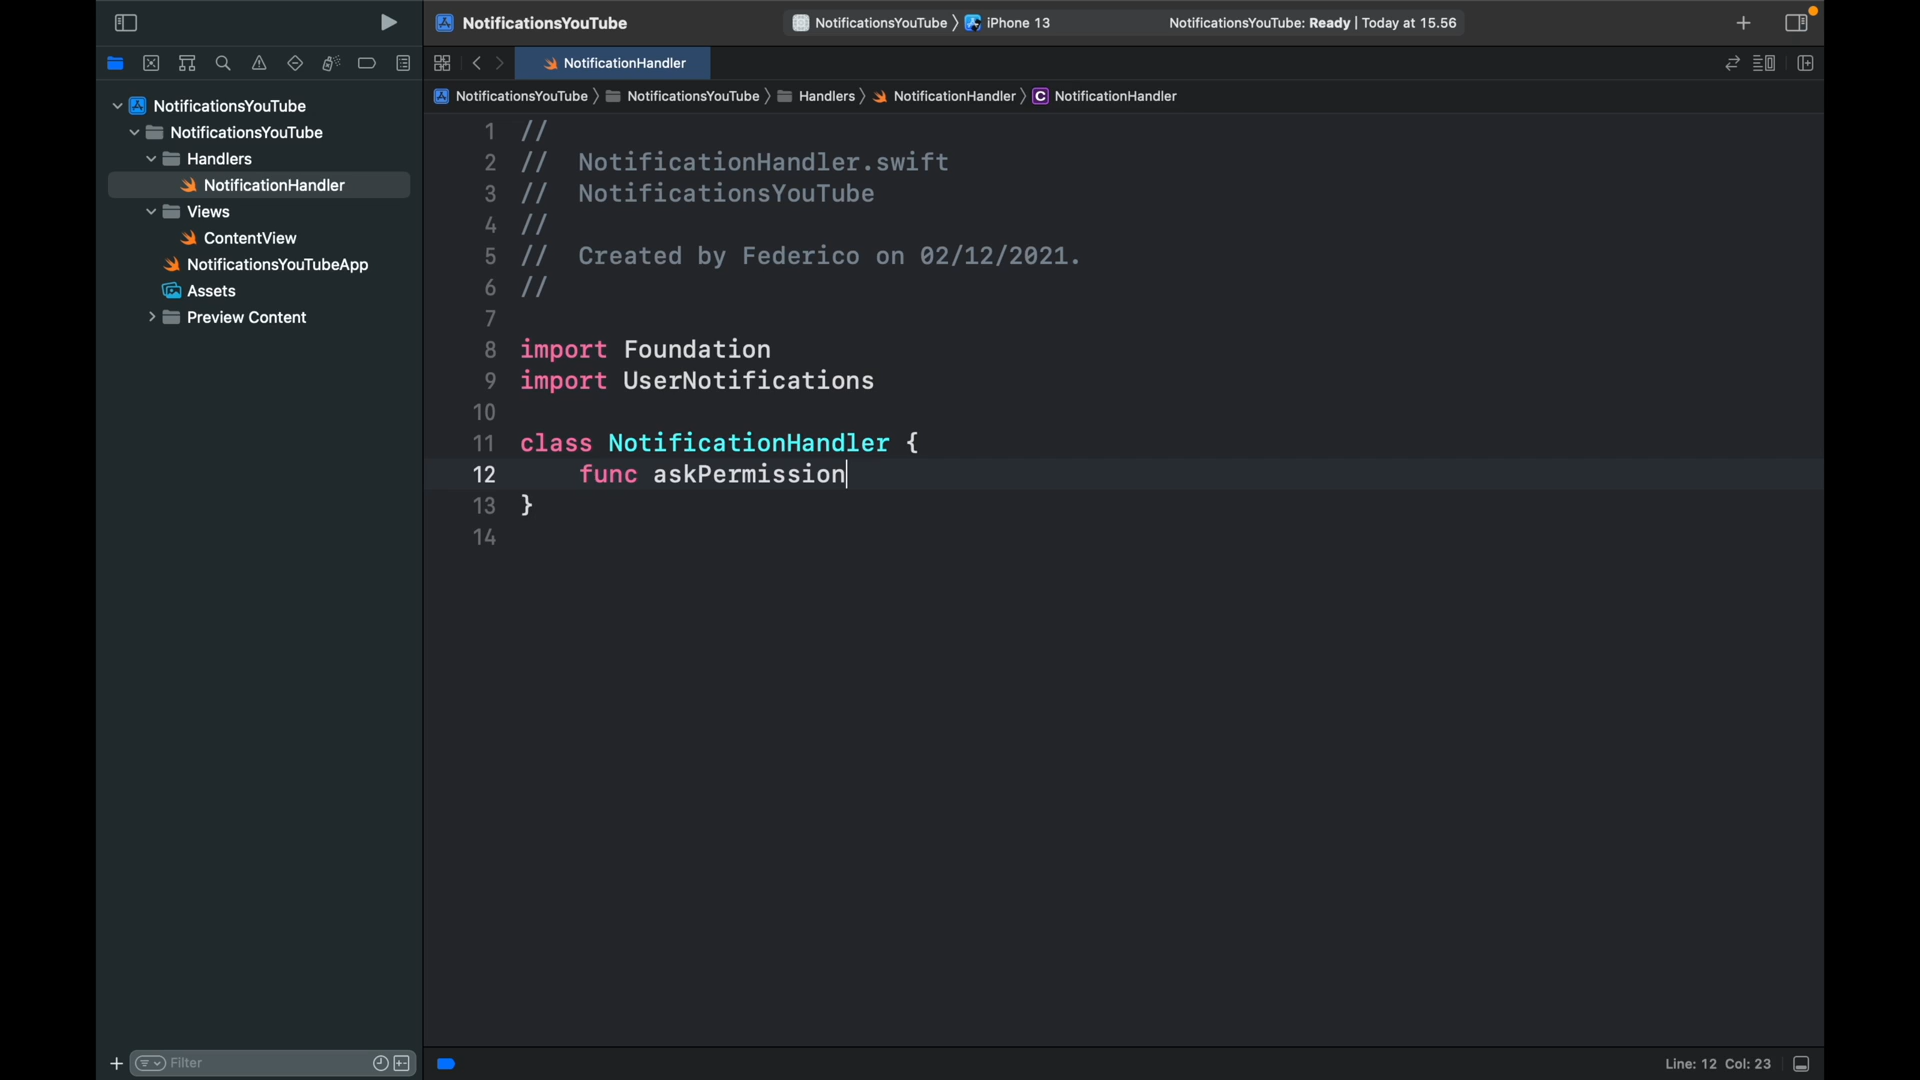 NotificationsYouTube
NotificationsYouTube 〉 iPhone 13
NotificationsYouTube: Ready | Today at 15.56
NotificationHandler
NotificationsYouTube 〉 NotificationsYouTube 〉 Handlers 〉 NotificationHandler 〉 C NotificationHandler
NotificationsYouTube
NotificationsYouTube
Handlers
NotificationHandler
Views
ContentView
NotificationsYouTubeApp
Assets
Preview Content
1 //
2 //  NotificationHandler.swift
3 //  NotificationsYouTube
4 //
5 //  Created by Federico on 02/12/2021.
6 //
7
8 import Foundation
9 import UserNotifications
10
11 class NotificationHandler {
12     func askPermission
13 }
14
Filter
Line: 12 Col: 23